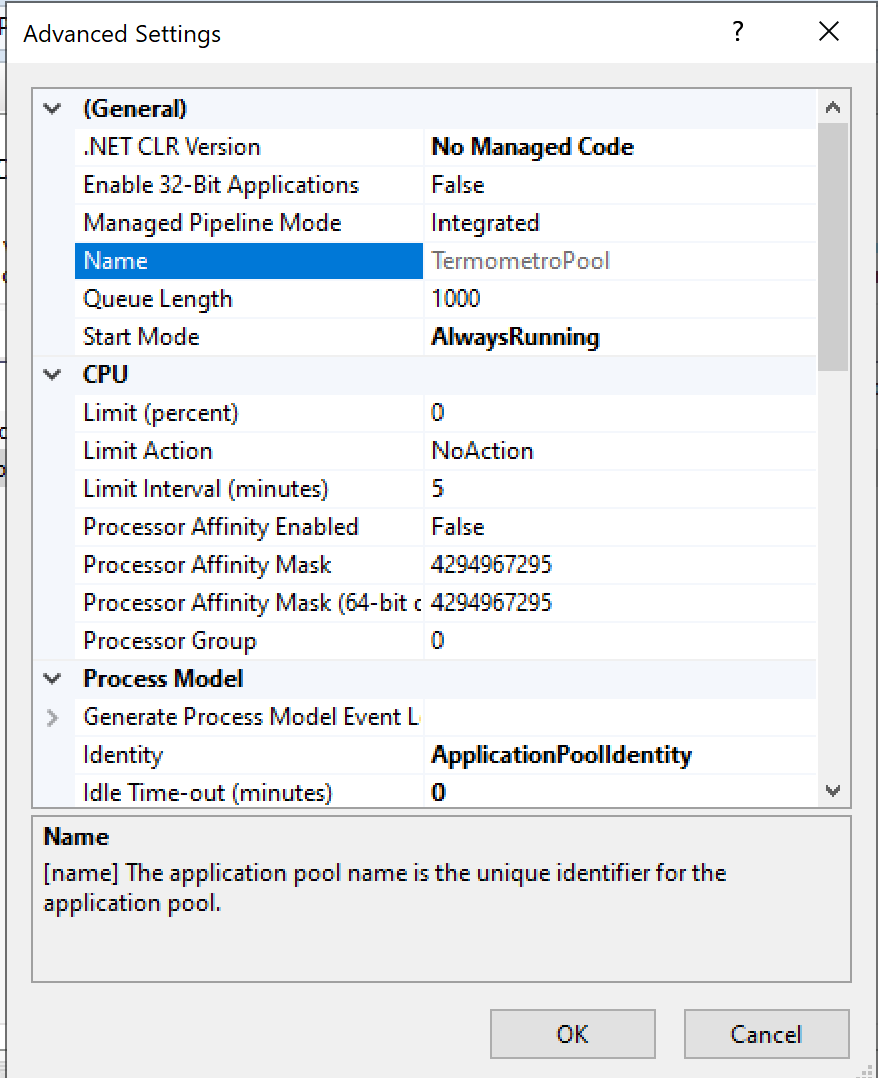 Advanced Settings ?
(General)
.NET CLR Version No Managed Code
Enable 32-Bit Applications False
Managed Pipeline Mode Integrated
Name TermometroPool
Queue Length 1000
Start Mode AlwaysRunning
CPU
Limit (percent) 0
Limit Action NoAction
Limit Interval (minutes) 5
Processor Affinity Enabled False
Processor Affinity Mask 4294967295
Processor Affinity Mask (64-bit 4294967295
Processor Group 0
Process Model
Generate Process Model Event
Identity ApplicationPoolIdentity
Idle Time-out (minutes) 0
Name
[name] The application pool name is the unique identifier for the
application pool.
OK Cancel